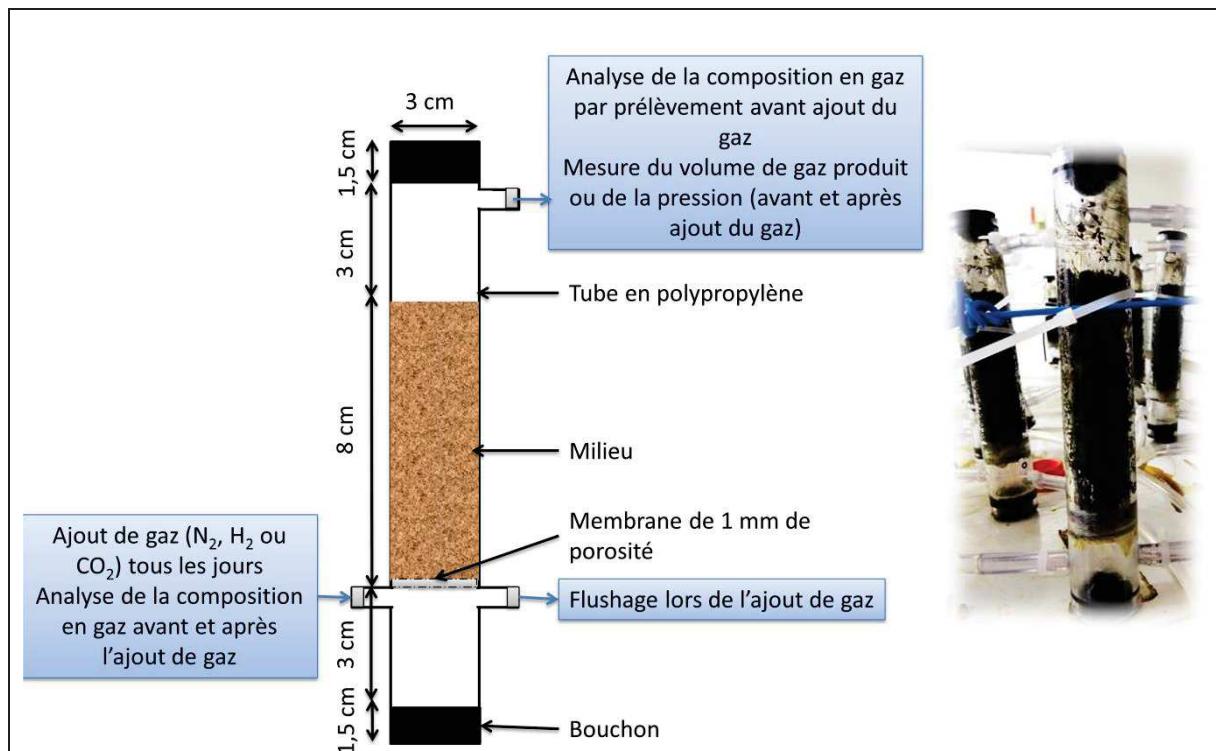 3 cm
1,5 cm
3 cm
8 cm
3 cm
1,5 cm
Analyse de la composition en gaz
par prélèvement avant ajout du
gaz
Mesure du volume de gaz produit
ou de la pression (avant et après
ajout du gaz)
Tube en polypropylène
Milieu
Membrane de 1 mm de
porosité
Ajout de gaz (N₂, H₂ ou
CO₂) tous les jours
Analyse de la composition
en gaz avant et après
l’ajout de gaz
Flushage lors de l’ajout de gaz
Bouchon